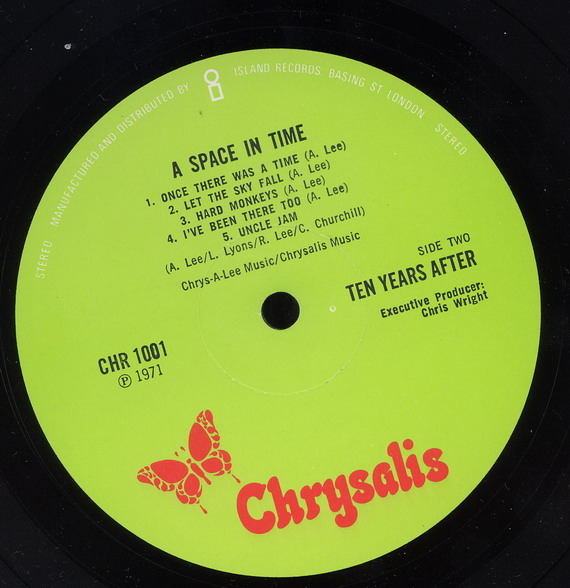 STEREO MANUFACTURED AND DISTRIBUTED BY ISLAND RECORDS, BASING ST. LONDON STEREO
A SPACE IN TIME
1. ONCE THERE WAS A TIME (A. Lee)
2. LET THE SKY FALL (A. Lee)
3. HARD MONKEYS (A. Lee)
4. I'VE BEEN THERE TOO (A. Lee)
5. UNCLE JAM
(A. Lee/L. Lyons/R. Lee/C. Churchill)
Chrys-A-Lee Music/Chrysalis Music
SIDE TWO
TEN YEARS AFTER
Executive Producer:
Chris Wright
CHR 1001
℗ 1971
Chrysalis